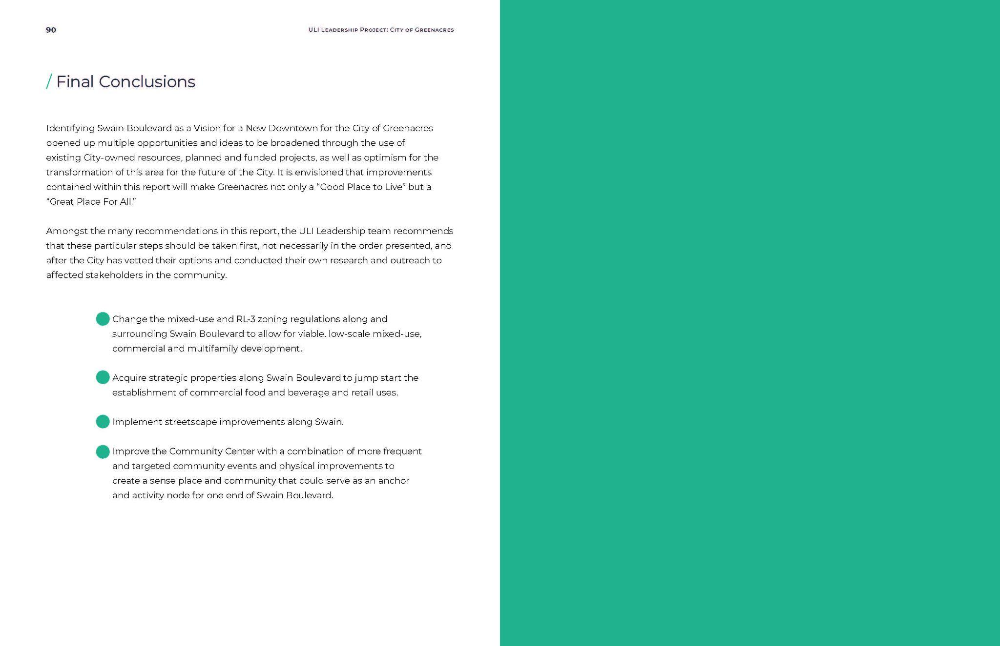 90
ULI Leadership Project: City of Greenacres
/ Final Conclusions
Identifying Swain Boulevard as a Vision for a New Downtown for the City of Greenacres
opened up multiple opportunities and ideas to be broadened through the use of
existing City-owned resources, planned and funded projects, as well as optimism for the
transformation of this area for the future of the City. It is envisioned that improvements
contained within this report will make Greenacres not only a “Good Place to Live” but a
“Great Place For All.”
Amongst the many recommendations in this report, the ULI Leadership team recommends
that these particular steps should be taken first, not necessarily in the order presented, and
after the City has vetted their options and conducted their own research and outreach to
affected stakeholders in the community.
Change the mixed-use and RL-3 zoning regulations along and
surrounding Swain Boulevard to allow for viable, low-scale mixed-use,
commercial and multifamily development.
Acquire strategic properties along Swain Boulevard to jump start the
establishment of commercial food and beverage and retail uses.
Implement streetscape improvements along Swain.
Improve the Community Center with a combination of more frequent
and targeted community events and physical improvements to
create a sense place and community that could serve as an anchor
and activity node for one end of Swain Boulevard.